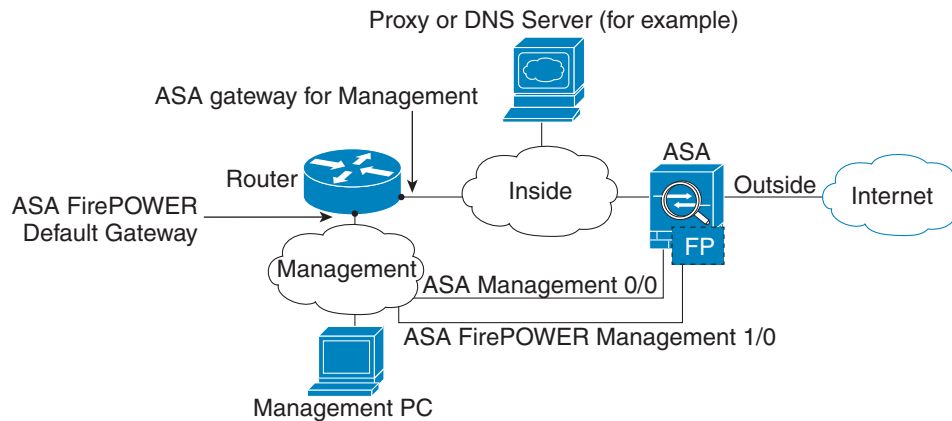 Proxy or DNS Server (for example)
ASA gateway for Management
ASA
Router
Inside
Outside
Internet
ASA FirePOWER
Default Gateway
FP
Management
ASA Management 0/0
ASA FirePOWER Management 1/0
Management PC